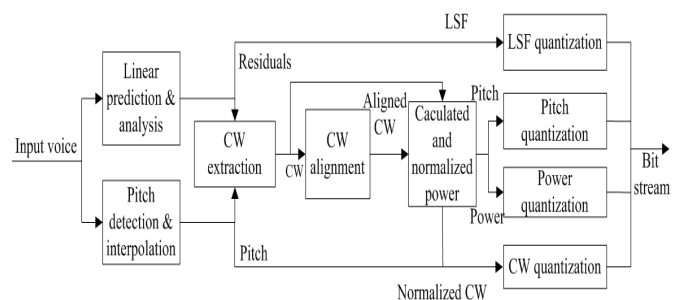 LSF
LSF quantization
Linear
prediction &
analysis
Residuals
Input voice
CW
extraction
CW
CW
alignment
Aligned
CW
Caculated
and
normalized
power
Pitch
Pitch
quantization
Power
Power
quantization
Bit
stream
Pitch
detection &
interpolation
Pitch
CW quantization
Normalized CW